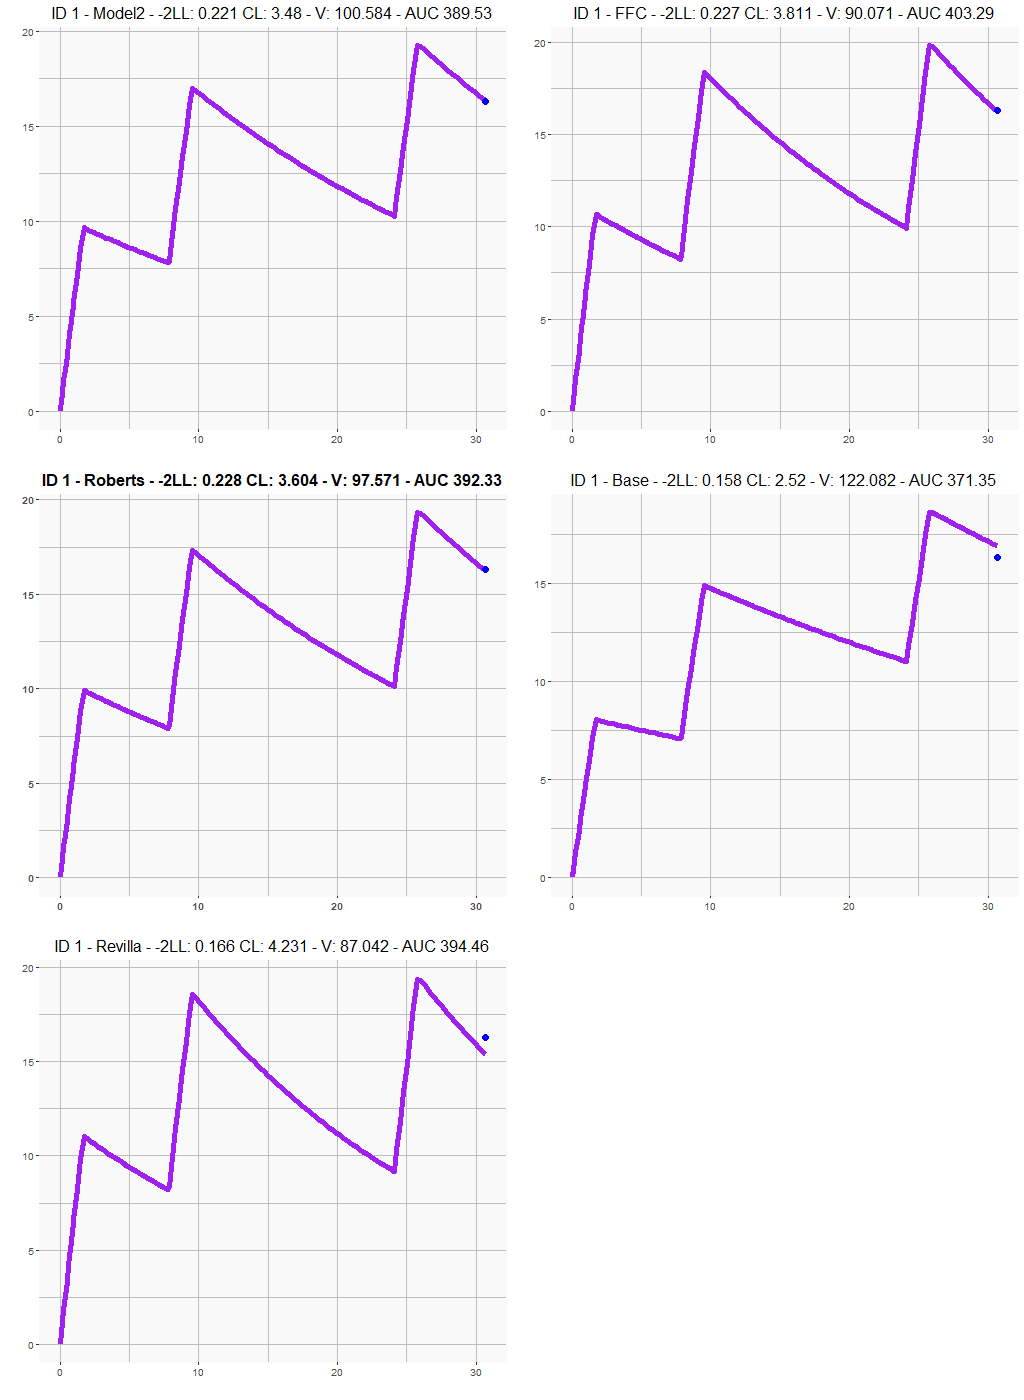 ID 1 - Model2 - -2LL: 0.221 CL: 3.48 - V: 100.584 - AUC 389.53
20
15
10
5
0
0 10 20 30
ID 1 - FFC - -2LL: 0.227 CL: 3.811 - V: 90.071 - AUC 403.29
20
15
10
5
0
0 10 20 30
ID 1 - Roberts - -2LL: 0.228 CL: 3.604 - V: 97.571 - AUC 392.33
20
15
10
5
0
0 10 20 30
ID 1 - Base - -2LL: 0.158 CL: 2.52 - V: 122.082 - AUC 371.35
15
10
5
0
0 10 20 30
ID 1 - Revilla - -2LL: 0.166 CL: 4.231 - V: 87.042 - AUC 394.46
20
15
10
5
0
0 10 20 30